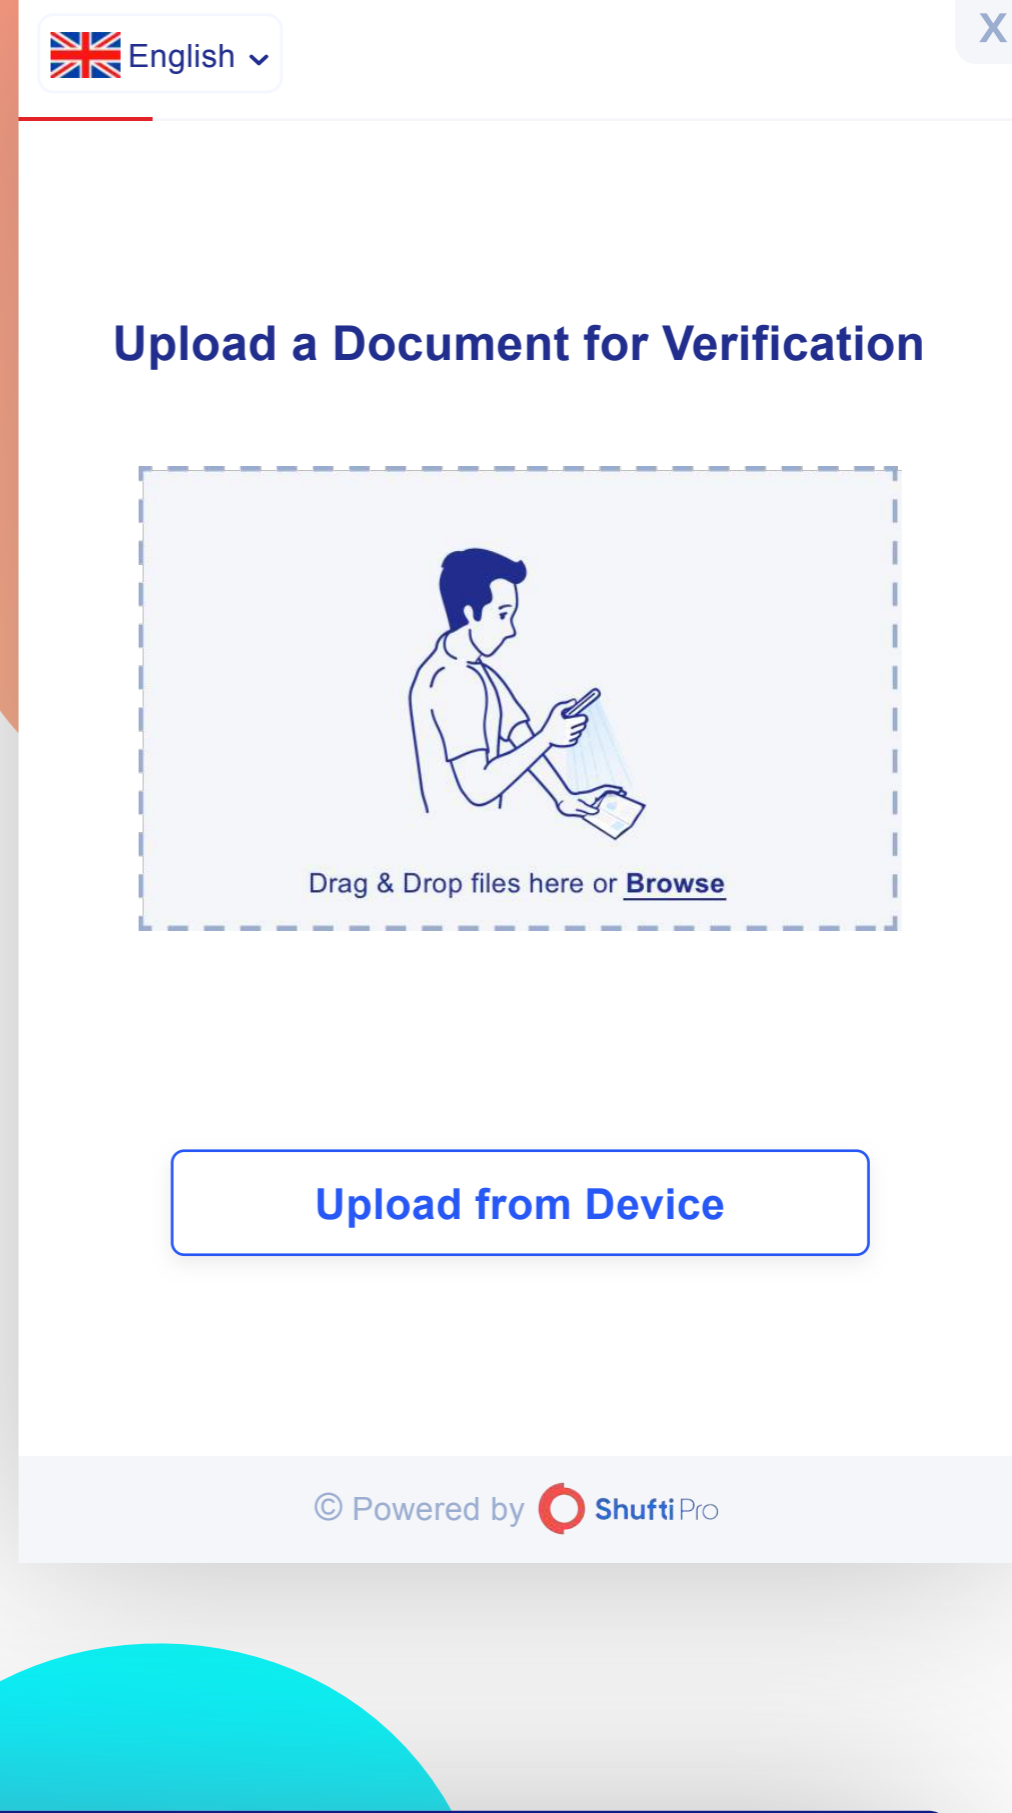 English
X
Upload a Document for Verification
Drag & Drop files here or Browse
Upload from Device
© Powered by Shufti Pro